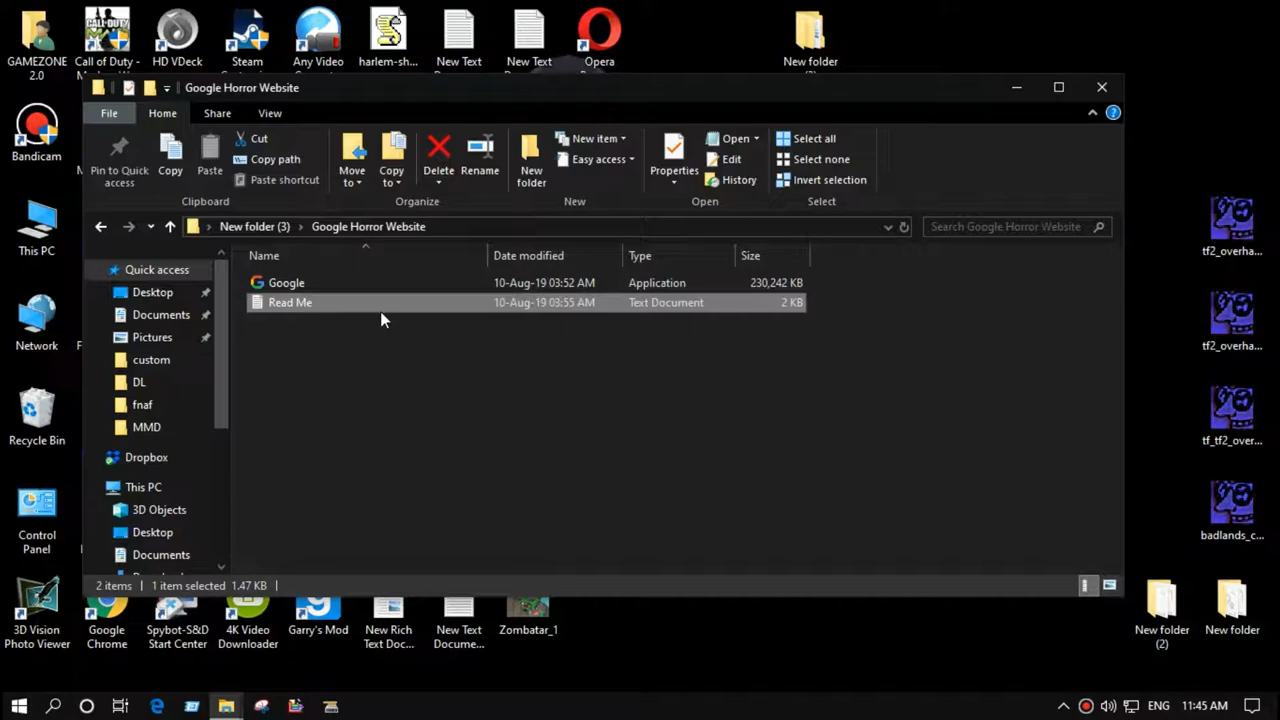 GAMEZONE 2.0
Call of Duty - M
HD VDeck
Steam
Any Video
harlem-sh...
New Text
New Text
Opera
New folder
Google Horror Website
File Home Share View
Pin to Quick access
Copy
Paste
Cut
Copy path
Paste shortcut
Move to
Copy to
Delete
Rename
New folder
New item
Easy access
Properties
Open
Edit
History
Select all
Select none
Invert selection
Clipboard Organize New Open Select
New folder (3) > Google Horror Website
Search Google Horror Website
Name Date modified Type Size
Google 10-Aug-19 03:52 AM Application 230,242 KB
Read Me 10-Aug-19 03:55 AM Text Document 2 KB
Quick access
Desktop
Documents
Pictures
custom
DL
fnaf
MMD
Dropbox
This PC
3D Objects
Desktop
Documents
2 items 1 item selected 1.47 KB
Bandicam
This PC
Network
Recycle Bin
Control Panel
tf2_overha...
tf2_overha...
tf_tf2_over...
badlands_c...
3D Vision Photo Viewer
Google Chrome
Spybot-S&D Start Center
4K Video Downloader
Garry's Mod
New Rich Text Doc...
New Text Docume...
Zombatar_1
New folder (2)
New folder
ENG 11:45 AM